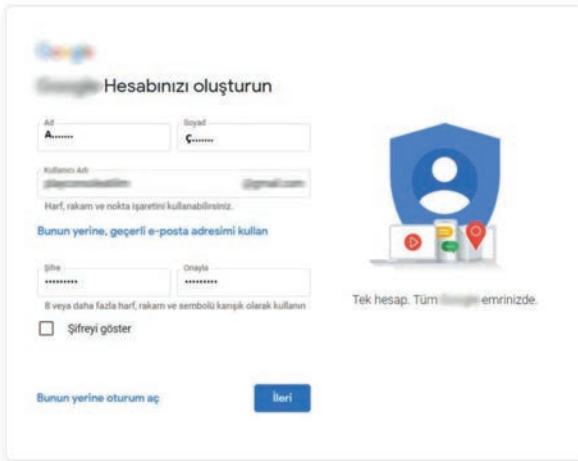 Hesabınızı oluşturun
Ad
A.......
Soyad
Ç.......
Kullanıcı Adı
Harf, rakam ve nokta işaretini kullanabilirsiniz.
Bunun yerine, geçerli e-posta adresimi kullan
Şifre
•••••••••
Onayla
•••••••••
8 veya daha fazla harf, rakam ve sembolü karışık olarak kullanın
Şifreyi göster
Bunun yerine oturum aç
İleri
Tek hesap. Tüm emrinizde.